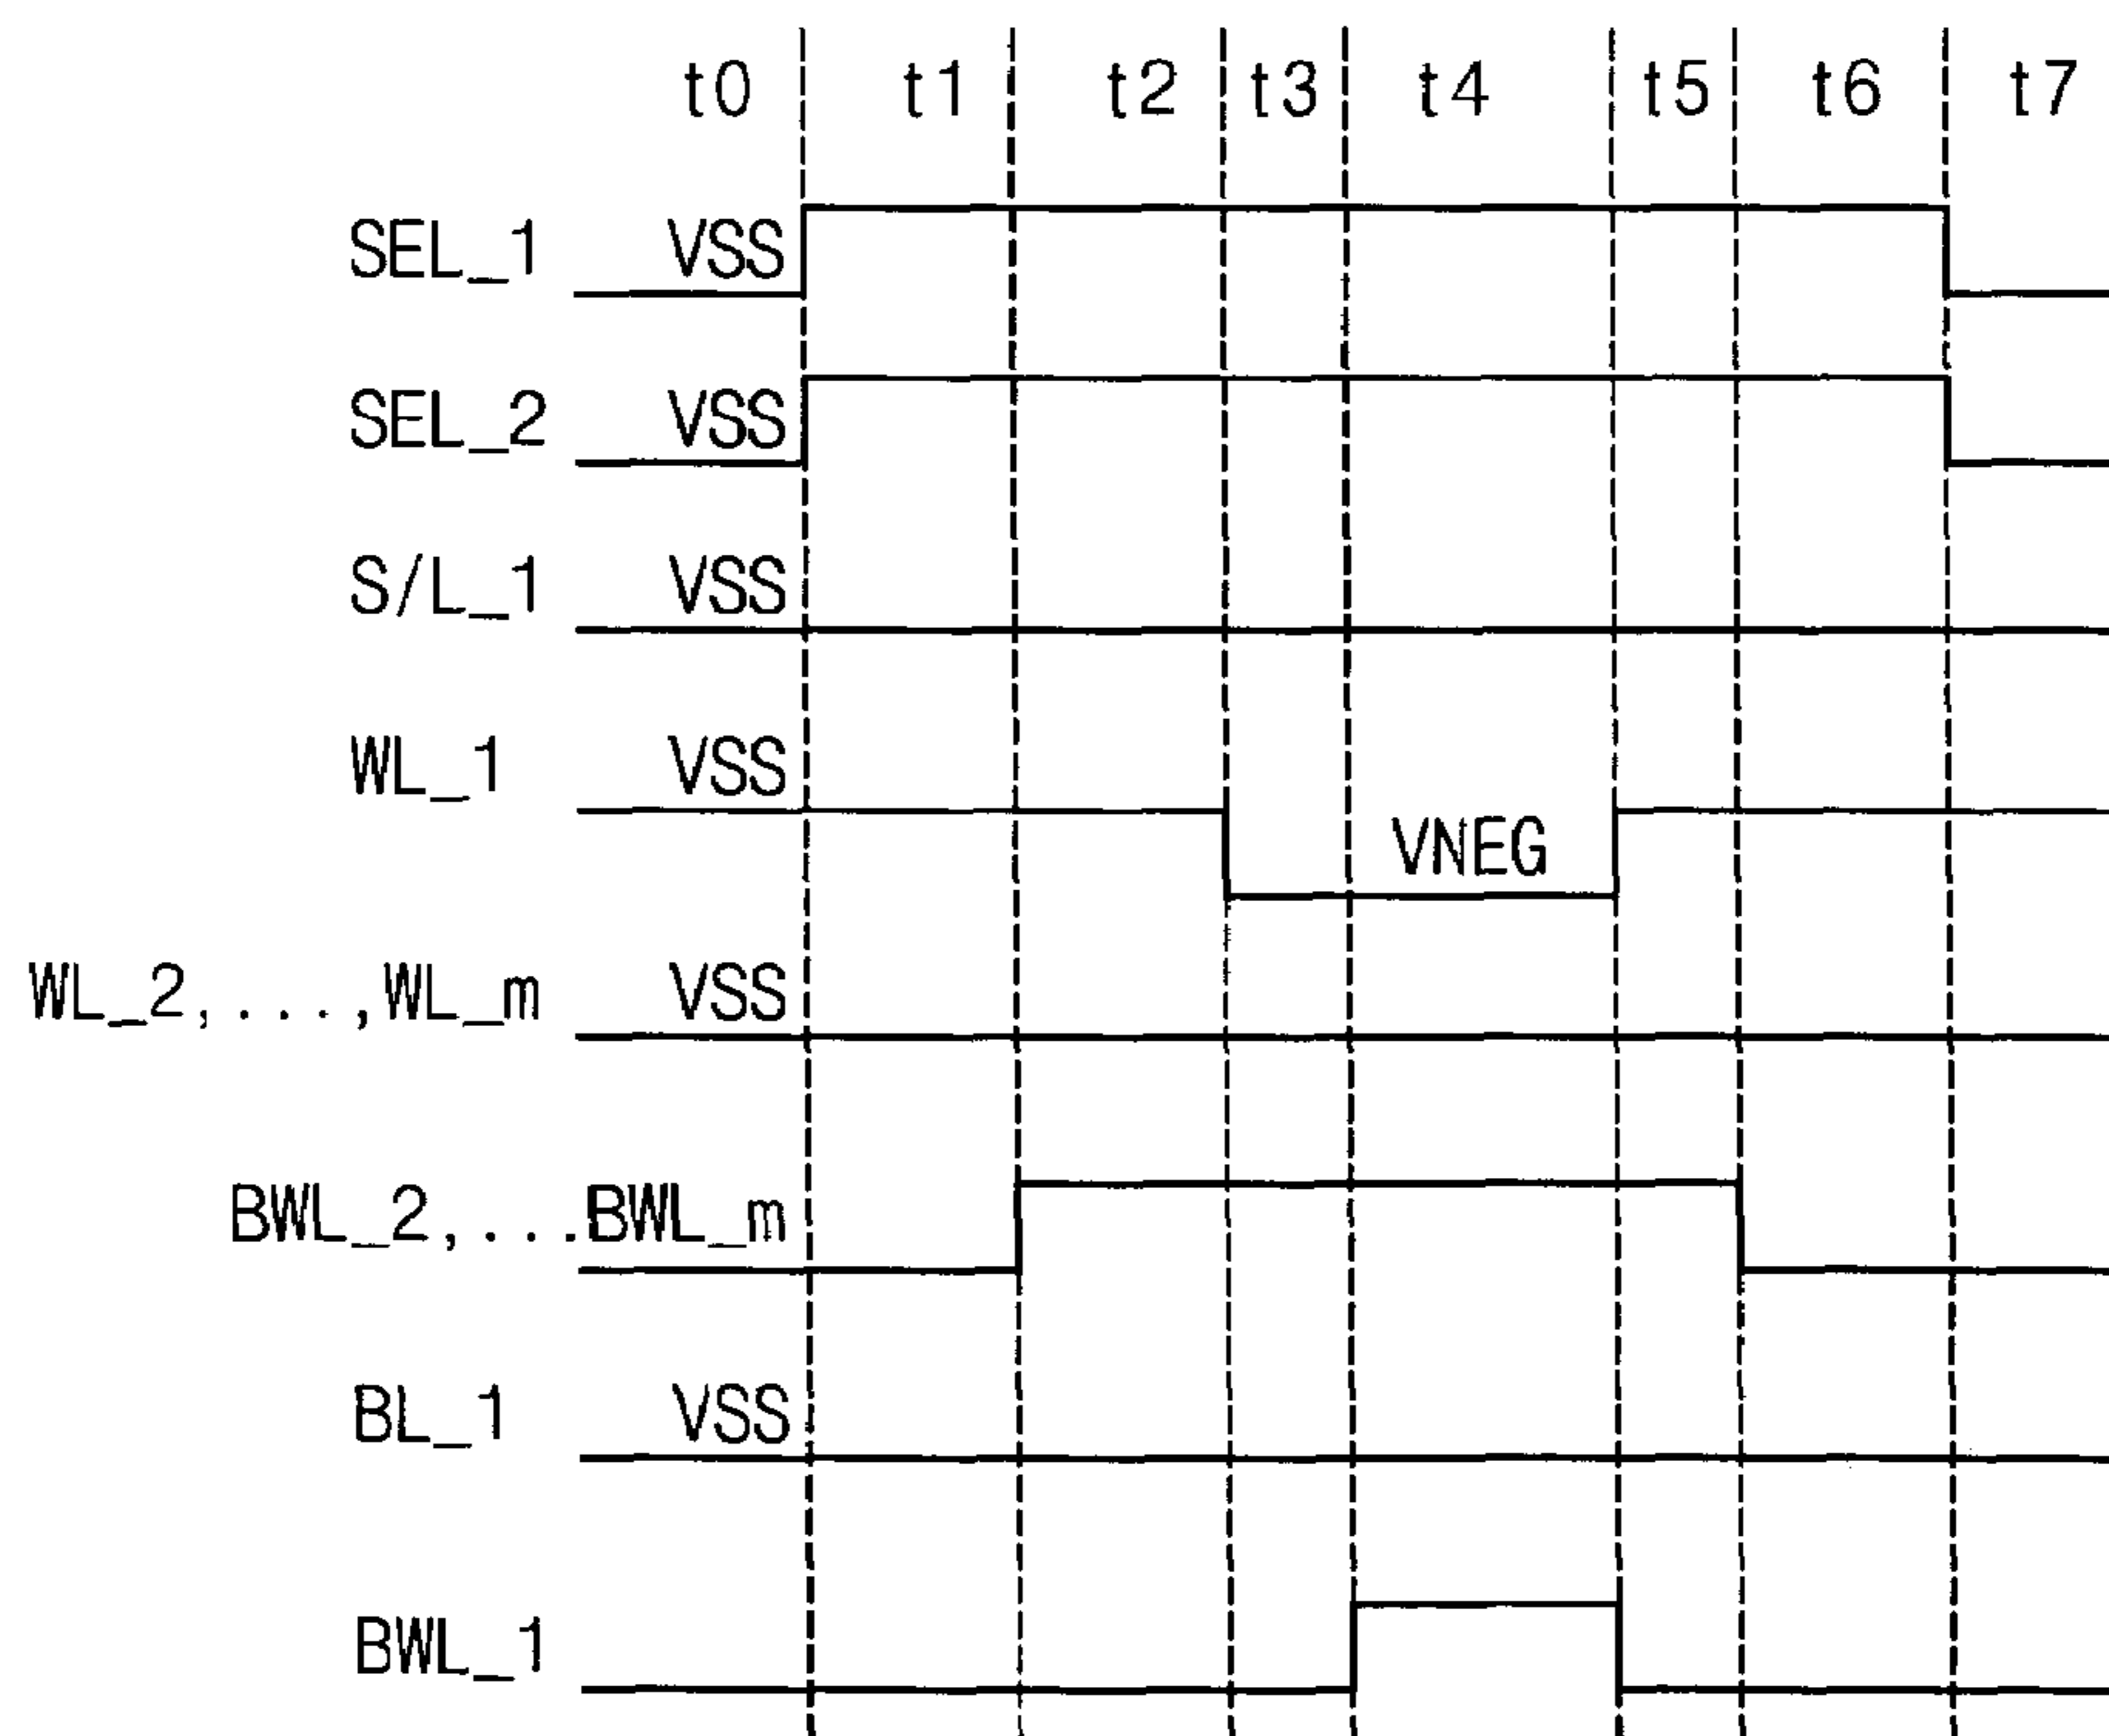 t0 t1 t2 t3 t4 t5 t6 t7
SEL_1 VSS
SEL_2 VSS
S/L_1 VSS
WL_1 VSS
VNEG
WL_2,...,WL_m VSS
BWL_2,...BWL_m
BL_1 VSS
BWL_1